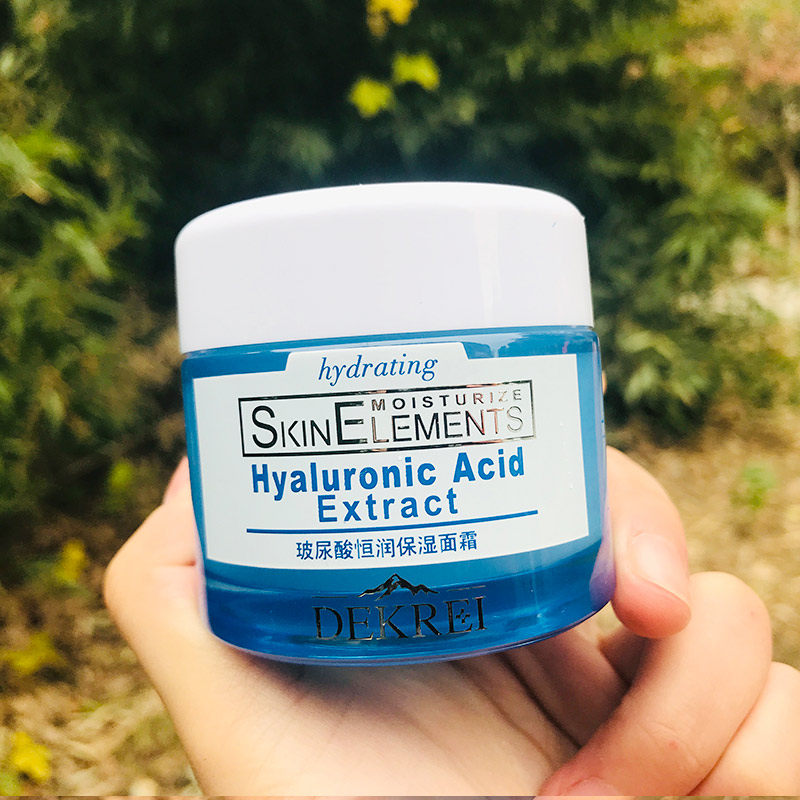 hydrating
MOISTURIZE
SKINELEMENTS
Hyaluronic Acid
Extract
玻尿酸恒润保湿面霜
DEKREI